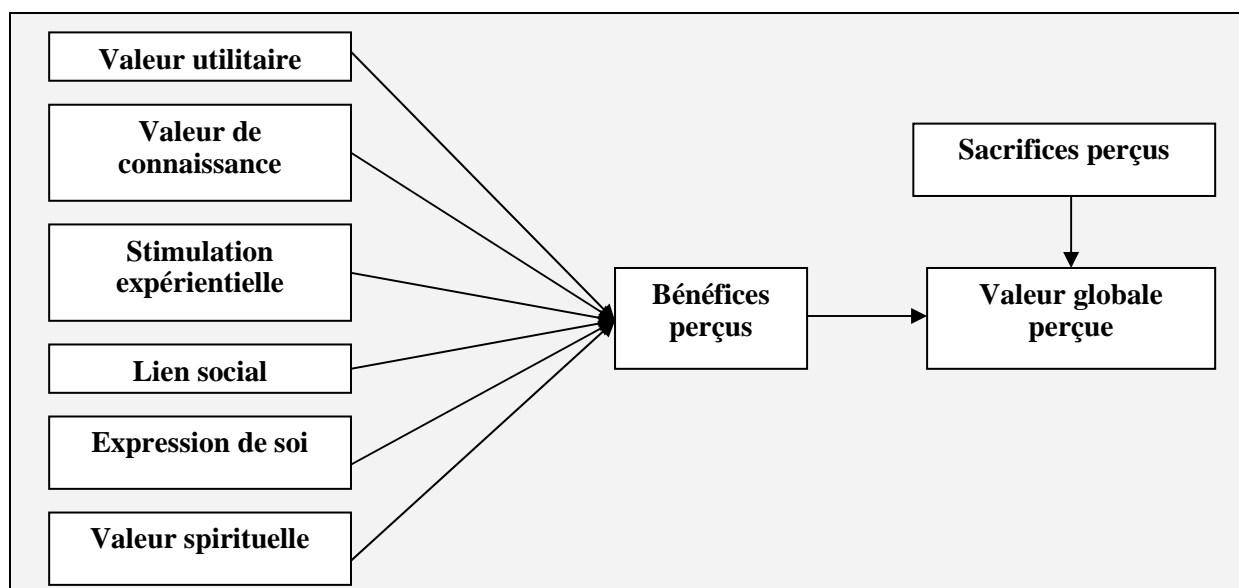 Valeur utilitaire
Valeur de
connaissance
Stimulation
expérientielle
Lien social
Expression de soi
Valeur spirituelle
Bénéfices
perçus
Sacrifices perçus
Valeur globale
perçue